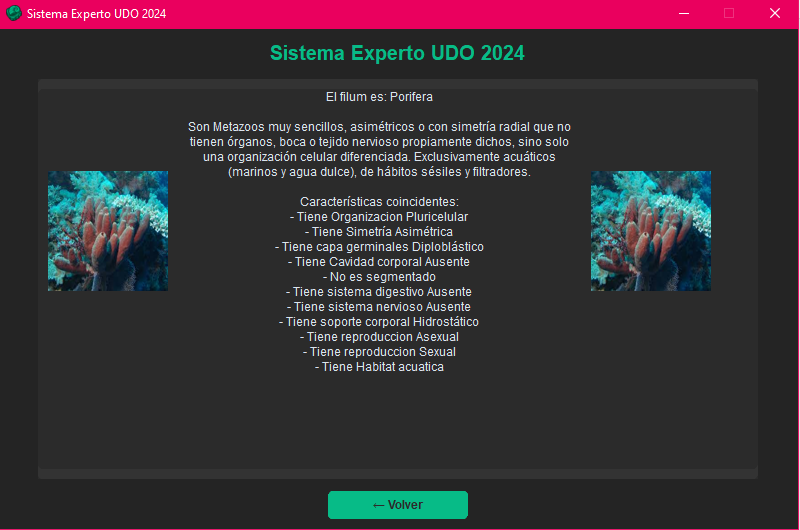 Sistema Experto UDO 2024
Sistema Experto UDO 2024
El filum es: Porifera
Son Metazoos muy sencillos, asimétricos o con simetría radial que no
tienen órganos, boca o tejido nervioso propiamente dichos, sino solo
una organización celular diferenciada. Exclusivamente acuáticos
(marinos y agua dulce), de hábitos sésiles y filtradores.
Características coincidentes:
- Tiene Organizacion Pluricelular
- Tiene Simetría Asimétrica
- Tiene capa germinales Diploblástico
- Tiene Cavidad corporal Ausente
- No es segmentado
- Tiene sistema digestivo Ausente
- Tiene sistema nervioso Ausente
- Tiene soporte corporal Hidrostático
- Tiene reproduccion Asexual
- Tiene reproduccion Sexual
- Tiene Habitat acuatica
← Volver